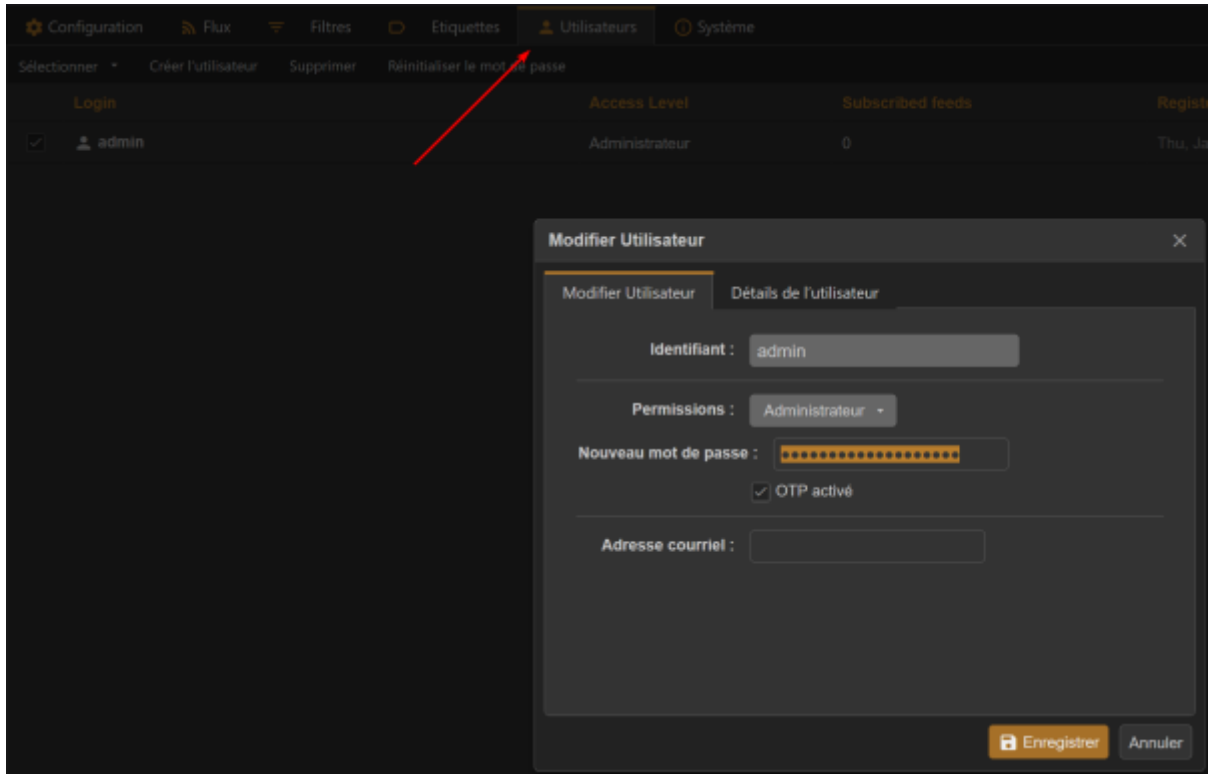 Configuration Flux Filtres Etiquettes Utilisateurs Système
Sélectionner Créer l'utilisateur Supprimer Réinitialiser le mot de passe
Login Access Level Subscribed feeds
admin Administrateur 0 Thu,
Modifier Utilisateur
Modifier Utilisateur Détails de l'utilisateur
Identifiant : admin
Permissions : Administrateur
Nouveau mot de passe :
OTP activé
Adresse courriel :
Enregistrer Annuler